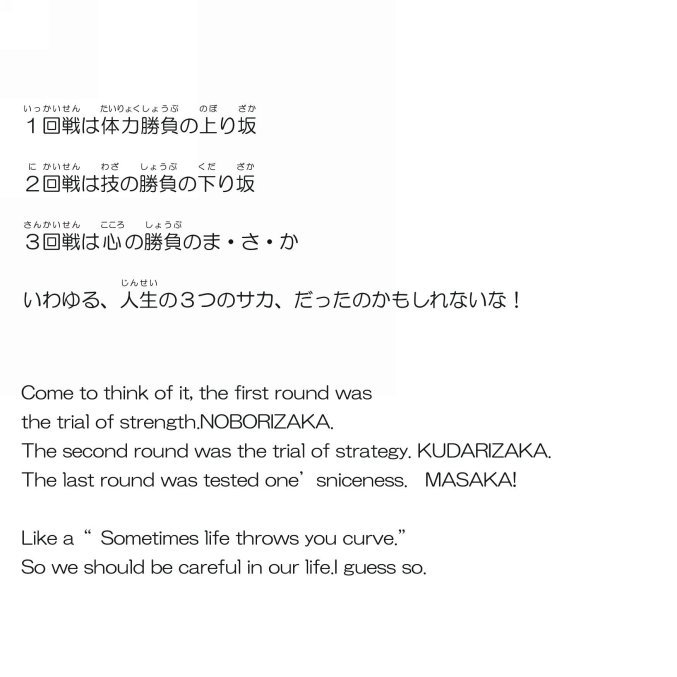 いっかいせん たいりょくしょうぶ のぼ ざか
１回戦は体力勝負の上り坂
に かいせん わざ しょうぶ くだ ざか
２回戦は技の勝負の下り坂
さんかいせん こころ しょうぶ
３回戦は心の勝負のま・さ・か
じんせい
いわゆる、人生の３つのサカ、だったのかもしれないな！
Come to think of it, the first round was
the trial of strength.NOBORIZAKA.
The second round was the trial of strategy. KUDARIZAKA.
The last round was tested one’sniceness. MASAKA!
Like a “ Sometimes life throws you curve.”
So we should be careful in our life.I guess so.